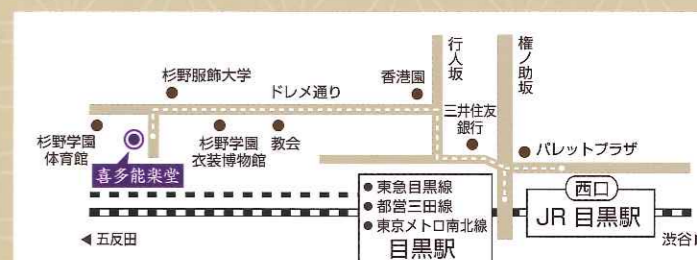 行人坂
権ノ助坂
杉野服飾大学
ドレメ通り
香港園
三井住友
銀行
杉野学園
体育館
杉野学園
衣装博物館
教会
パレットプラザ
喜多能楽堂
● 東急目黒線
● 都営三田線
● 東京メトロ南北線
目黒駅
西口
JR 目黒駅
◀ 五反田
渋谷